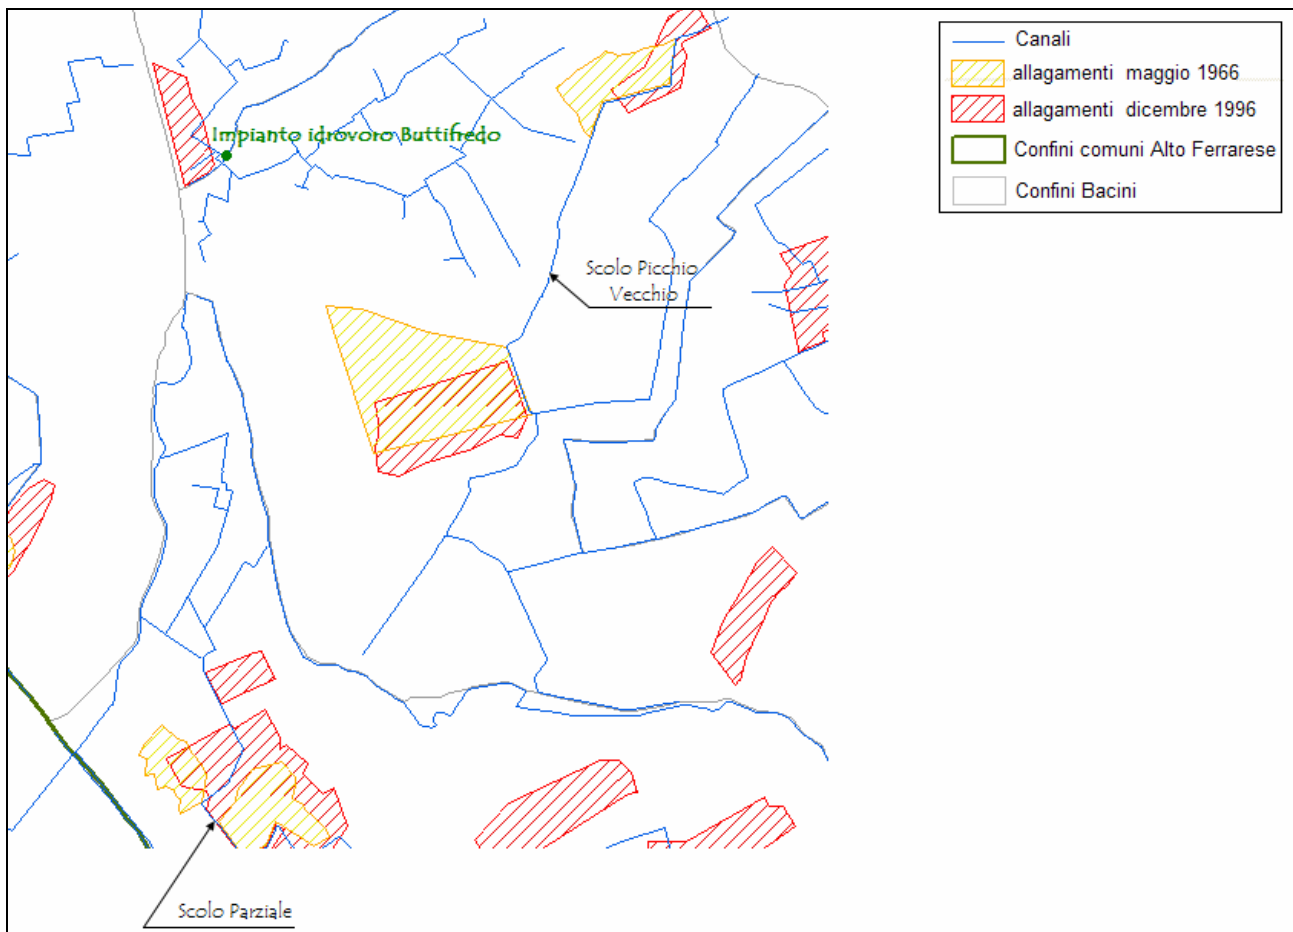 Canali
allagamenti maggio 1966
allagamenti dicembre 1996
Confini comuni Alto Ferrarese
Confini Bacini
Impianto idrovoro Buttifredo
Scolo Picchio
Vecchio
Scolo Parziale